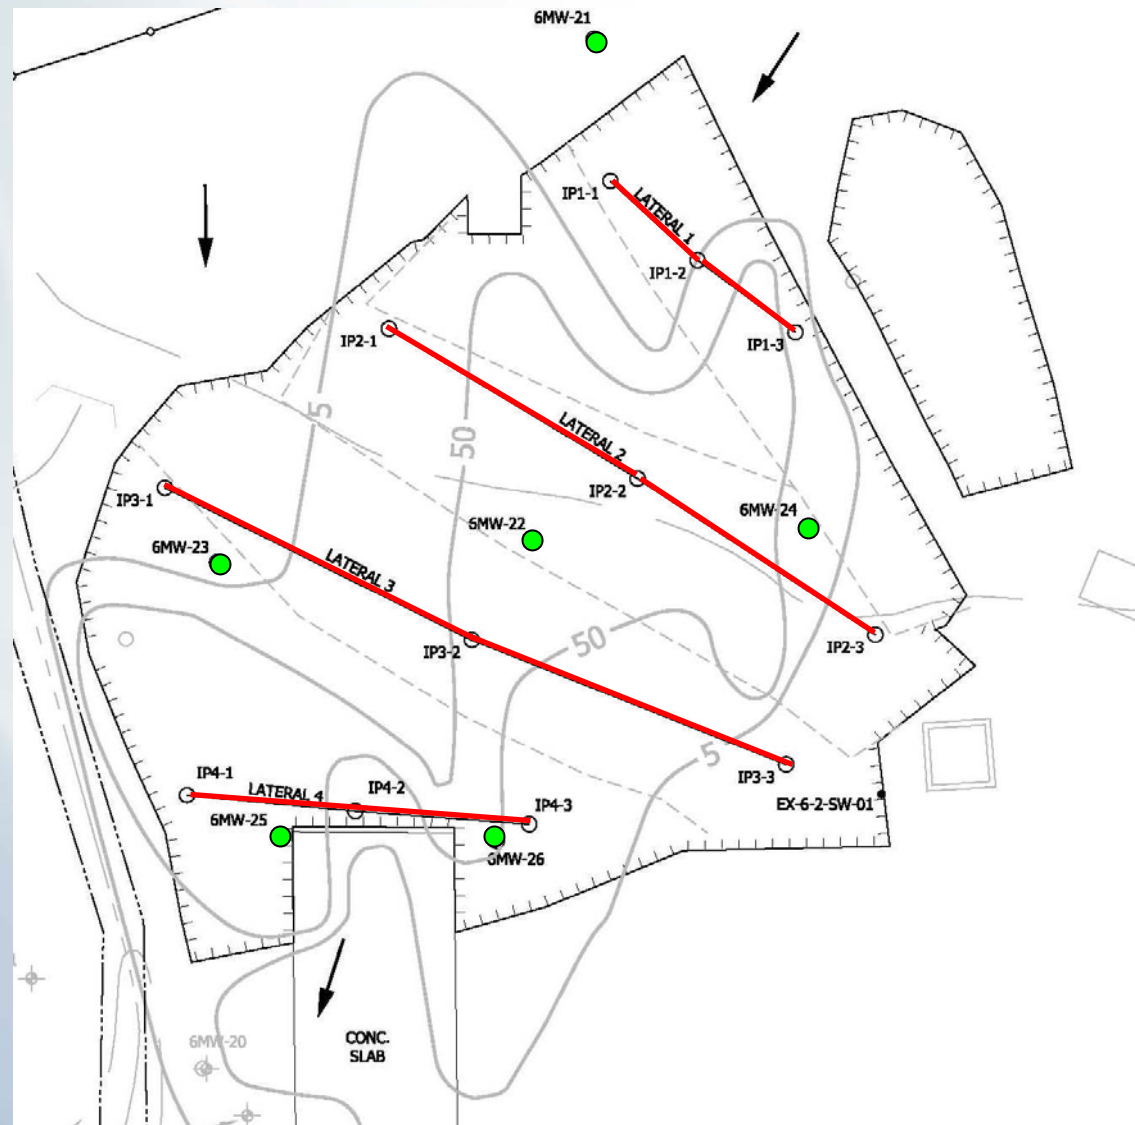 6MW-21
IP1-1
LATERAL 1
IP1-2
IP2-1
IP1-3
5
50
LATERAL 2
IP3-1
IP2-2
6MW-24
6MW-22
6MW-23
LATERAL 3
IP3-2
50
IP2-3
5
IP3-3
IP4-1
LATERAL 4
IP4-2
IP4-3
EX-6-2-SW-01
6MW-25
6MW-26
CONC.
SLAB
6MW-20